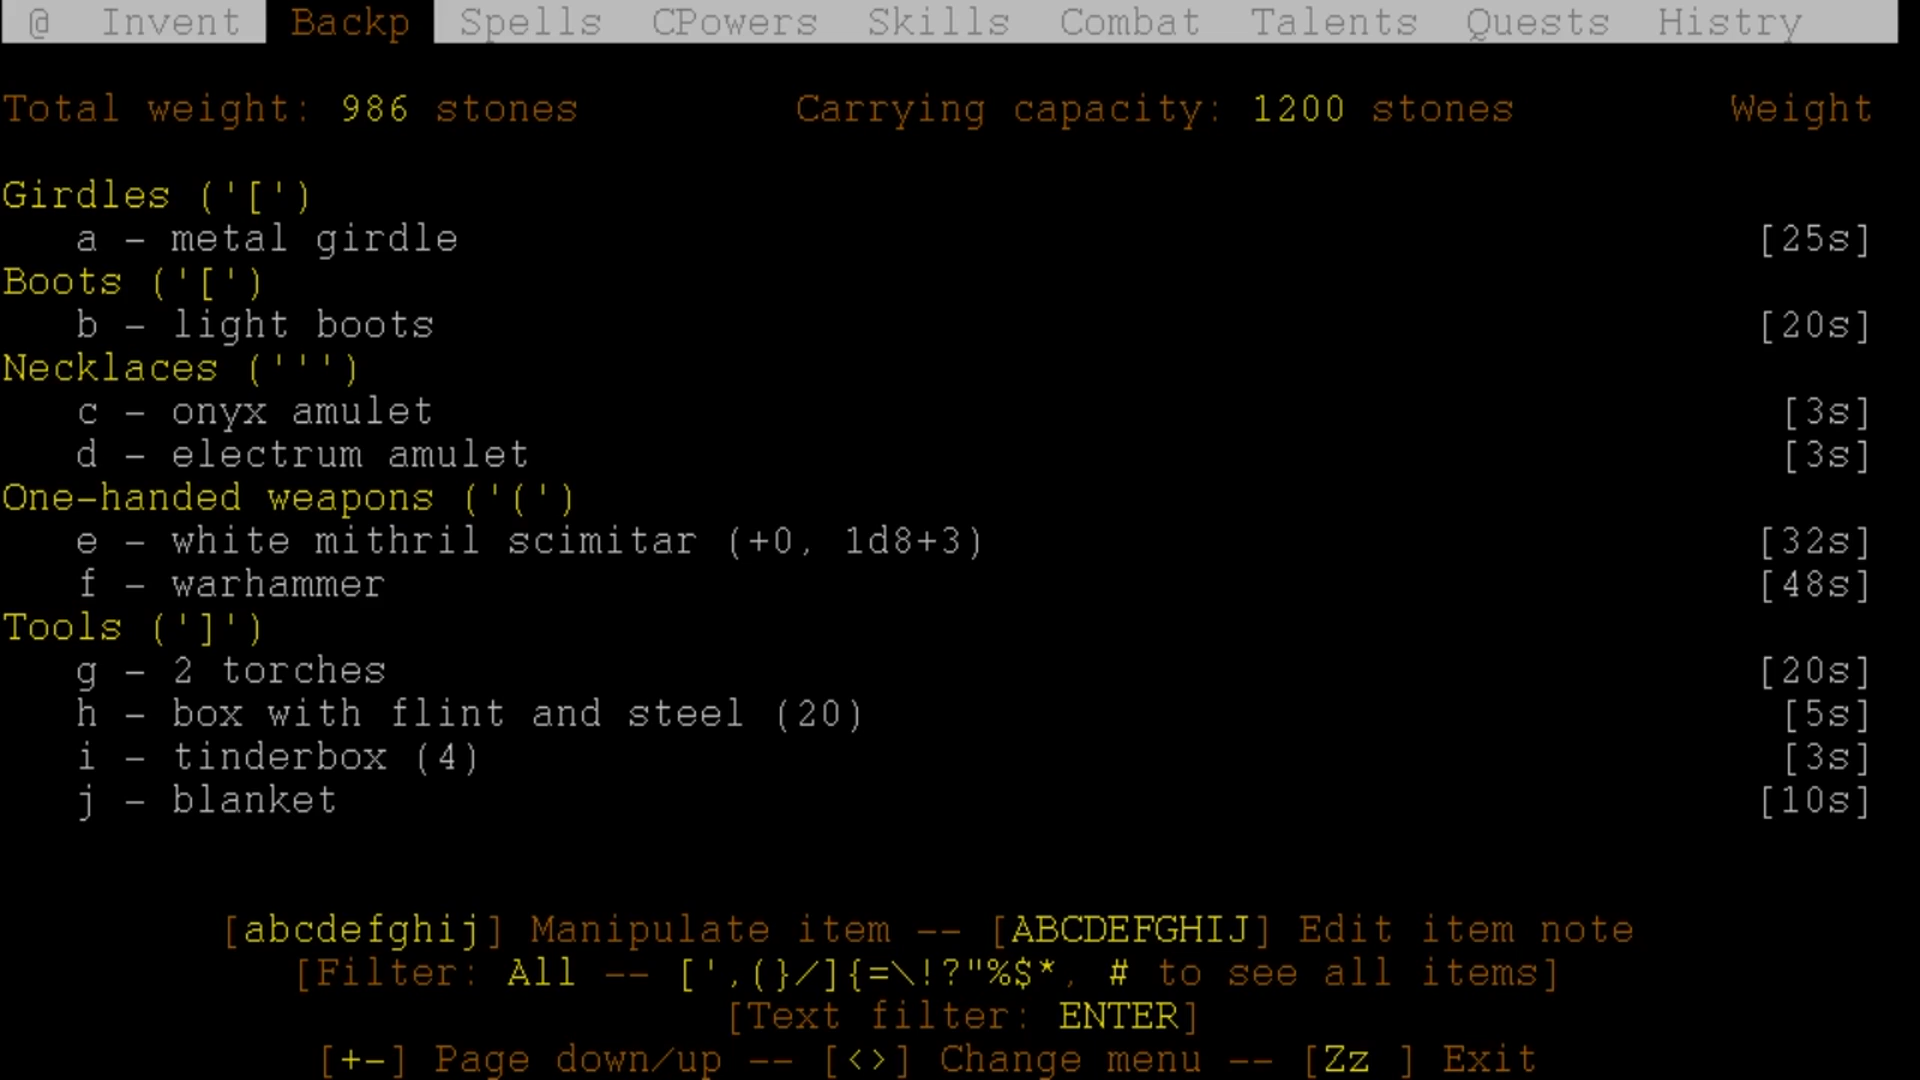 @ Invent Backp Spells CPowers Skills Combat Talents Quests Histry
Total weight: 986 stones Carrying capacity: 1200 stones Weight
Girdles ('[')
a - metal girdle [25s]
Boots ('[')
b - light boots [20s]
Necklaces (''')
c - onyx amulet [3s]
d - electrum amulet [3s]
One-handed weapons ('(')
e - white mithril scimitar (+0, 1d8+3) [32s]
f - warhammer [48s]
Tools (']')
g - 2 torches [20s]
h - box with flint and steel (20) [5s]
i - tinderbox (4) [3s]
j - blanket [10s]
[abcdefghij] Manipulate item -- [ABCDEFGHIJ] Edit item note
[Filter: All -- [',(}/]{=\!?"%$*, # to see all items]
[Text filter: ENTER]
[+-] Page down/up -- [<>] Change menu -- [Zz ] Exit